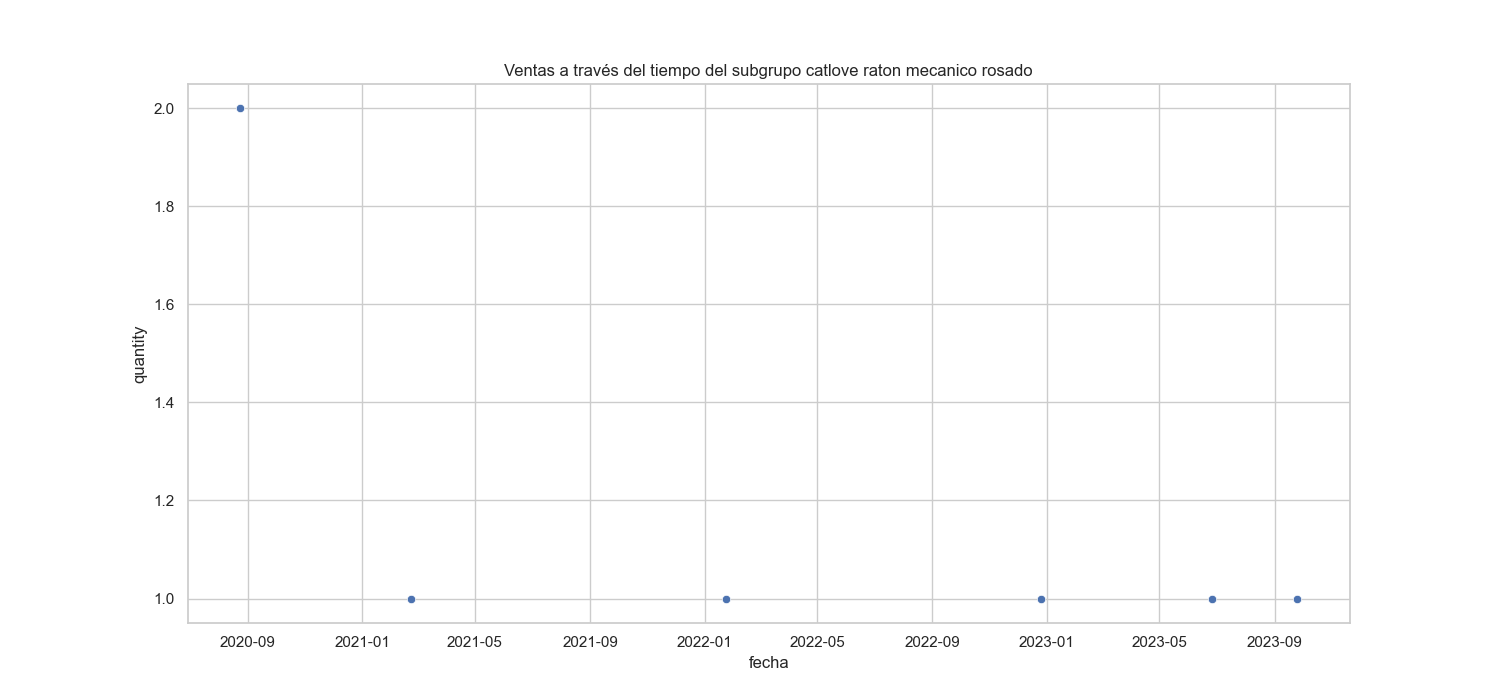 Ventas a través del tiempo del subgrupo catlove raton mecanico rosado
2.0
1.8
1.6
1.4
1.2
1.0
quantity
2020-09 2021-01 2021-05 2021-09 2022-01 2022-05 2022-09 2023-01 2023-05 2023-09
fecha